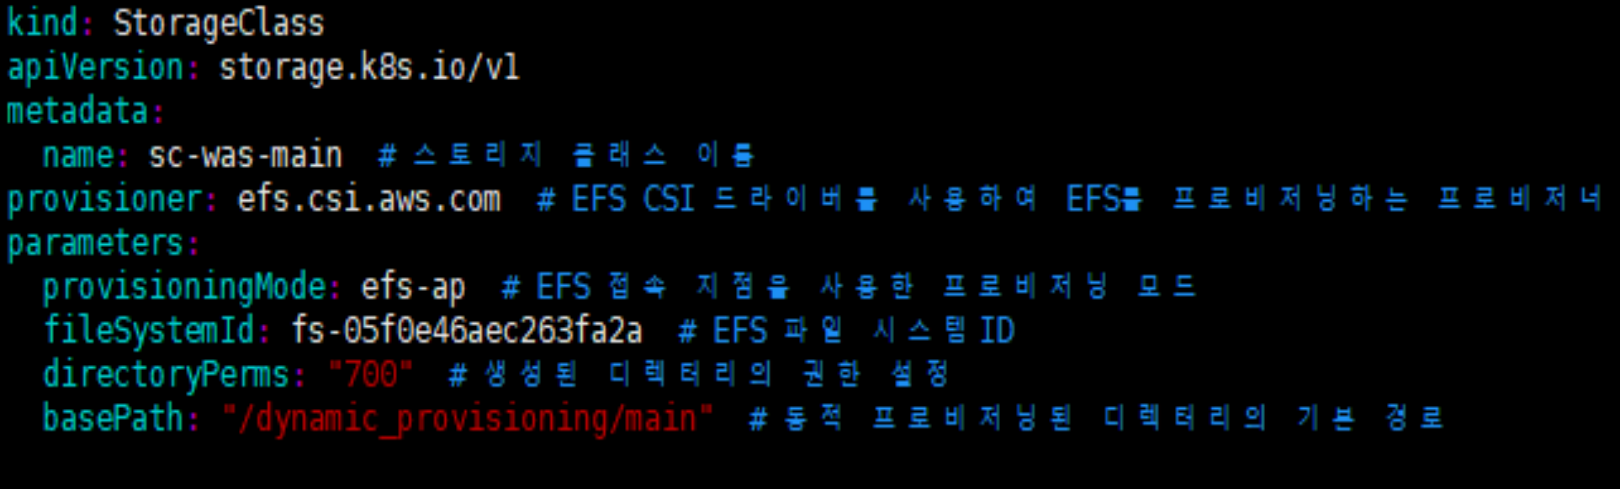 kind: StorageClass
apiVersion: storage.k8s.io/v1
metadata:
  name: sc-was-main  # 스토리지 클래스 이름
provisioner: efs.csi.aws.com  # EFS CSI 드라이버를 사용하여 EFS를 프로비저닝하는 프로비저너
parameters:
  provisioningMode: efs-ap  # EFS 접속 지점을 사용한 프로비저닝 모드
  fileSystemId: fs-05f0e46aec263fa2a  # EFS 파일 시스템 ID
  directoryPerms: "700"  # 생성된 디렉터리의 권한 설정
  basePath: "/dynamic_provisioning/main"  # 동적 프로비저닝된 디렉터리의 기본 경로